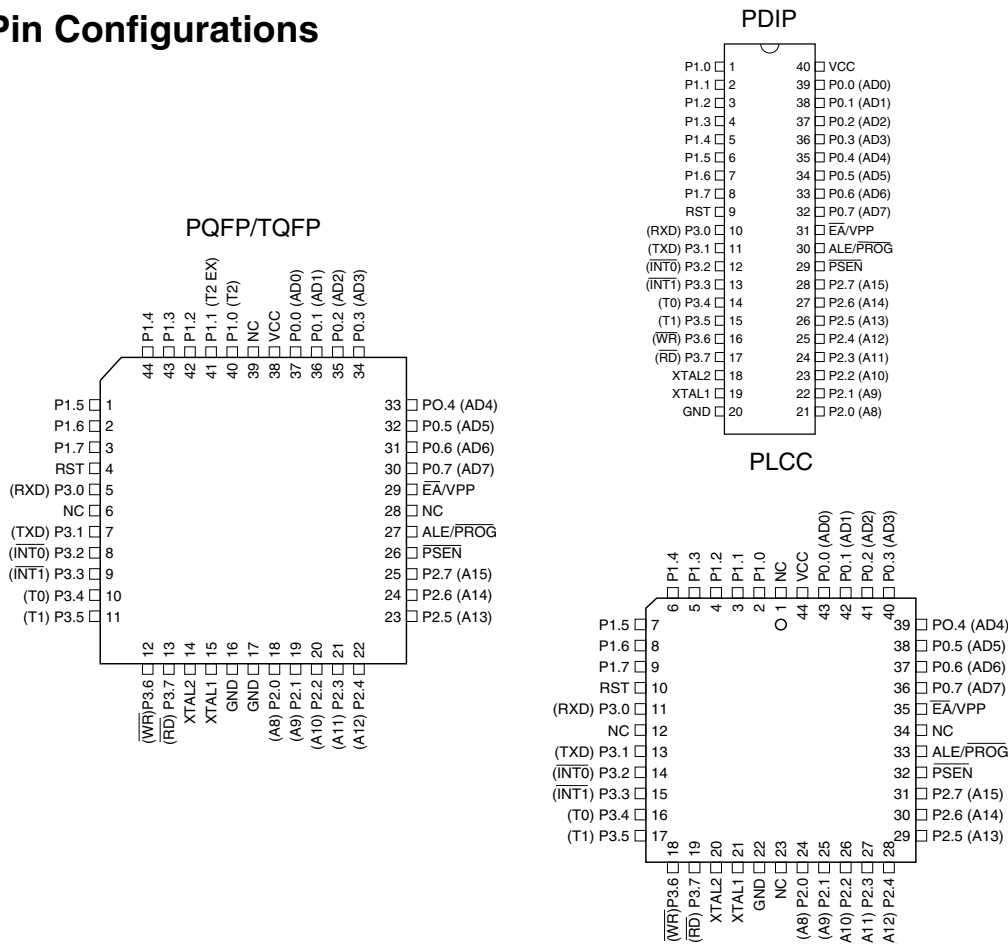 Pin Configurations
PDIP
P1.0 1 40 VCC
P1.1 2 39 P0.0 (AD0)
P1.2 3 38 P0.1 (AD1)
P1.3 4 37 P0.2 (AD2)
P1.4 5 36 P0.3 (AD3)
P1.5 6 35 P0.4 (AD4)
P1.6 7 34 P0.5 (AD5)
P1.7 8 33 P0.6 (AD6)
RST 9 32 P0.7 (AD7)
(RXD) P3.0 10 31 EA/VPP
(TXD) P3.1 11 30 ALE/PROG
(INT0) P3.2 12 29 PSEN
(INT1) P3.3 13 28 P2.7 (A15)
(T0) P3.4 14 27 P2.6 (A14)
(T1) P3.5 15 26 P2.5 (A13)
(WR) P3.6 16 25 P2.4 (A12)
(RD) P3.7 17 24 P2.3 (A11)
XTAL2 18 23 P2.2 (A10)
XTAL1 19 22 P2.1 (A9)
GND 20 21 P2.0 (A8)
PQFP/TQFP
P1.4 P1.3 P1.2 P1.1 (T2 EX) P1.0 (T2) NC VCC P0.0 (AD0) P0.1 (AD1) P0.2 (AD2) P0.3 (AD3)
44 43 42 41 40 39 38 37 36 35 34
P1.5 1 33 PO.4 (AD4)
P1.6 2 32 P0.5 (AD5)
P1.7 3 31 P0.6 (AD6)
RST 4 30 P0.7 (AD7)
(RXD) P3.0 5 29 EA/VPP
NC 6 28 NC
(TXD) P3.1 7 27 ALE/PROG
(INT0) P3.2 8 26 PSEN
(INT1) P3.3 9 25 P2.7 (A15)
(T0) P3.4 10 24 P2.6 (A14)
(T1) P3.5 11 23 P2.5 (A13)
12 13 14 15 16 17 18 19 20 21 22
(WR)P3.6 (RD) P3.7 XTAL2 XTAL1 GND GND (A8) P2.0 (A9) P2.1 (A10) P2.2 (A11) P2.3 (A12) P2.4
PLCC
P1.4 P1.3 P1.2 P1.1 P1.0 NC VCC P0.0 (AD0) P0.1 (AD1) P0.2 (AD2) P0.3 (AD3)
6 5 4 3 2 1 44 43 42 41 40
P1.5 7 39 PO.4 (AD4)
P1.6 8 38 P0.5 (AD5)
P1.7 9 37 P0.6 (AD6)
RST 10 36 P0.7 (AD7)
(RXD) P3.0 11 35 EA/VPP
NC 12 34 NC
(TXD) P3.1 13 33 ALE/PROG
(INT0) P3.2 14 32 PSEN
(INT1) P3.3 15 31 P2.7 (A15)
(T0) P3.4 16 30 P2.6 (A14)
(T1) P3.5 17 29 P2.5 (A13)
18 19 20 21 22 23 24 25 26 27 28
(WR)P3.6 (RD) P3.7 XTAL2 XTAL1 GND NC (A8) P2.0 (A9) P2.1 A10) P2.2 A11) P2.3 A12) P2.4